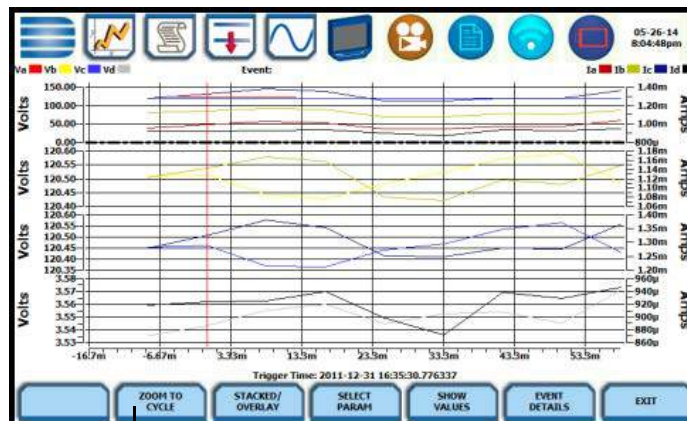 05-26-14
8:04:48pm
Va Vb Vc Vd
Event:
Ia Ib Ic Id
Volts
150.00
100.00
50.00
0.00
1.40m
1.20m
1.00m
800µ
Amps
120.60
120.55
120.50
120.45
120.40
1.18m
1.16m
1.14m
1.12m
1.10m
1.08m
1.06m
120.60
120.55
120.50
120.45
120.40
120.35
1.40m
1.35m
1.30m
1.25m
1.20m
Volts
3.58
3.57
3.56
3.55
3.54
3.53
960µ
940µ
920µ
900µ
880µ
860µ
Amps
-16.7m -6.67m 3.33m 13.3m 23.3m 33.3m 43.3m 53.3m
Trigger Time: 2011-12-31 16:35:30.776337
ZOOM TO
CYCLE
STACKED/
OVERLAY
SELECT
PARAM
SHOW
VALUES
EVENT
DETAILS
EXIT